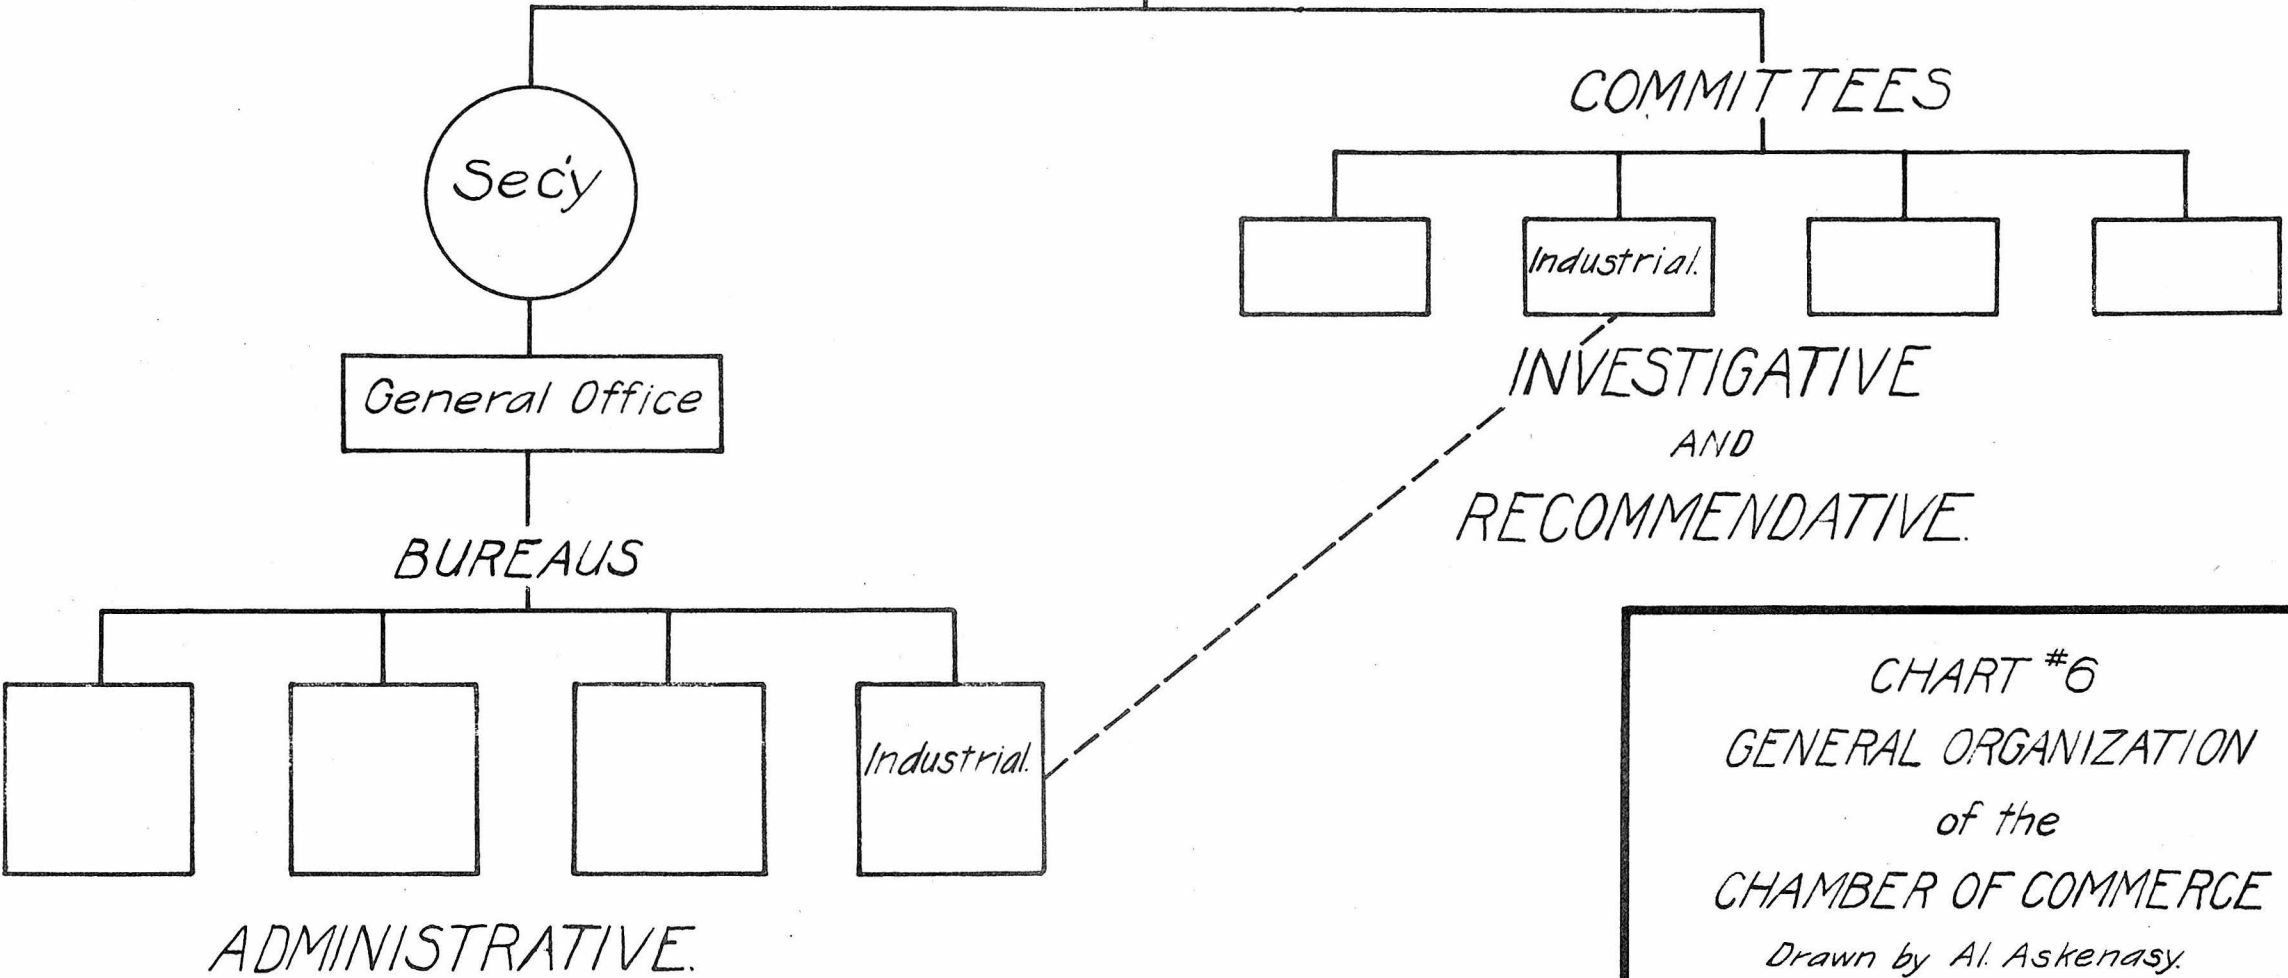 COMMITTEES
Sec'y
Industrial.
General Office
INVESTIGATIVE
AND
RECOMMENDATIVE.
BUREAUS
Industrial.
ADMINISTRATIVE.
CHART #6
GENERAL ORGANIZATION
of the
CHAMBER OF COMMERCE
Drawn by Al. Askenasy.